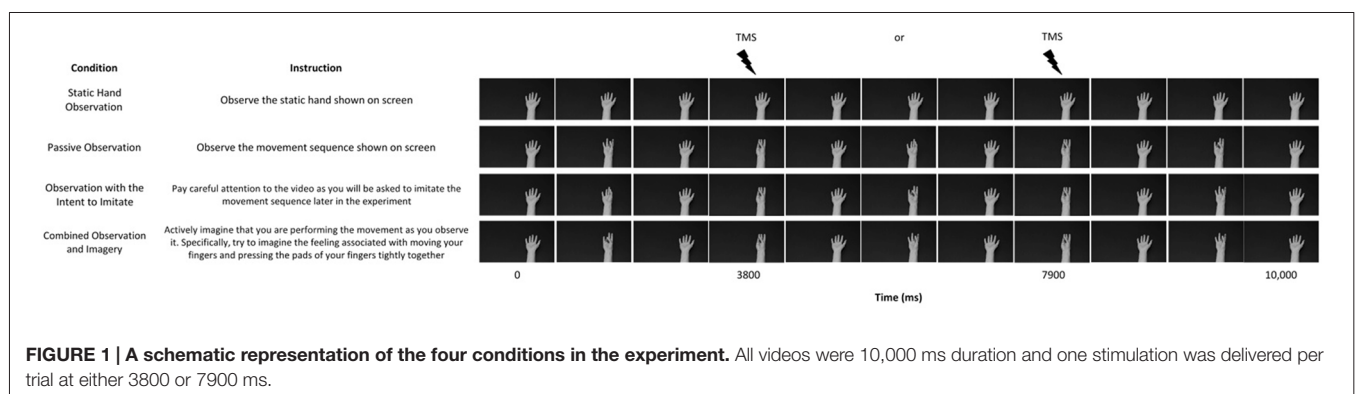 TMS or TMS
Condition Instruction
Static Hand
Observation
Observe the static hand shown on screen
Passive Observation
Observe the movement sequence shown on screen
Observation with the
Intent to Imitate
Pay careful attention to the video as you will be asked to imitate the
movement sequence later in the experiment
Combined Observation
and Imagery
Actively imagine that you are performing the movement as you observe
it. Specifically, try to imagine the feeling associated with moving your
fingers and pressing the pads of your fingers tightly together
0 3800 7900 10,000
Time (ms)
FIGURE 1 | A schematic representation of the four conditions in the experiment. All videos were 10,000 ms duration and one stimulation was delivered per
trial at either 3800 or 7900 ms.